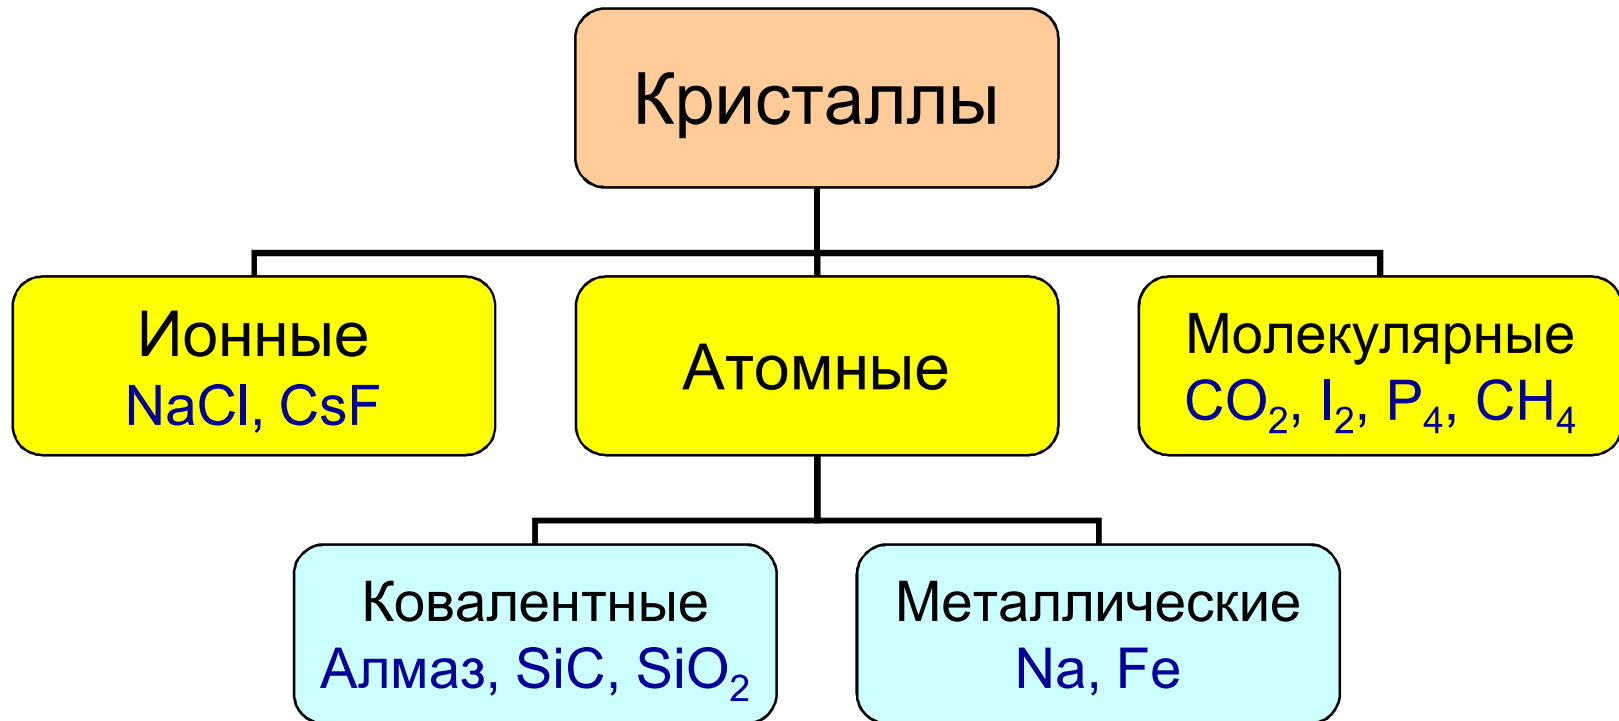 Кристаллы
Ионные
NaCl, CsF
Атомные
Молекулярные
CO₂, I₂, P₄, CH₄
Ковалентные
Алмаз, SiC, SiO₂
Металлические
Na, Fe